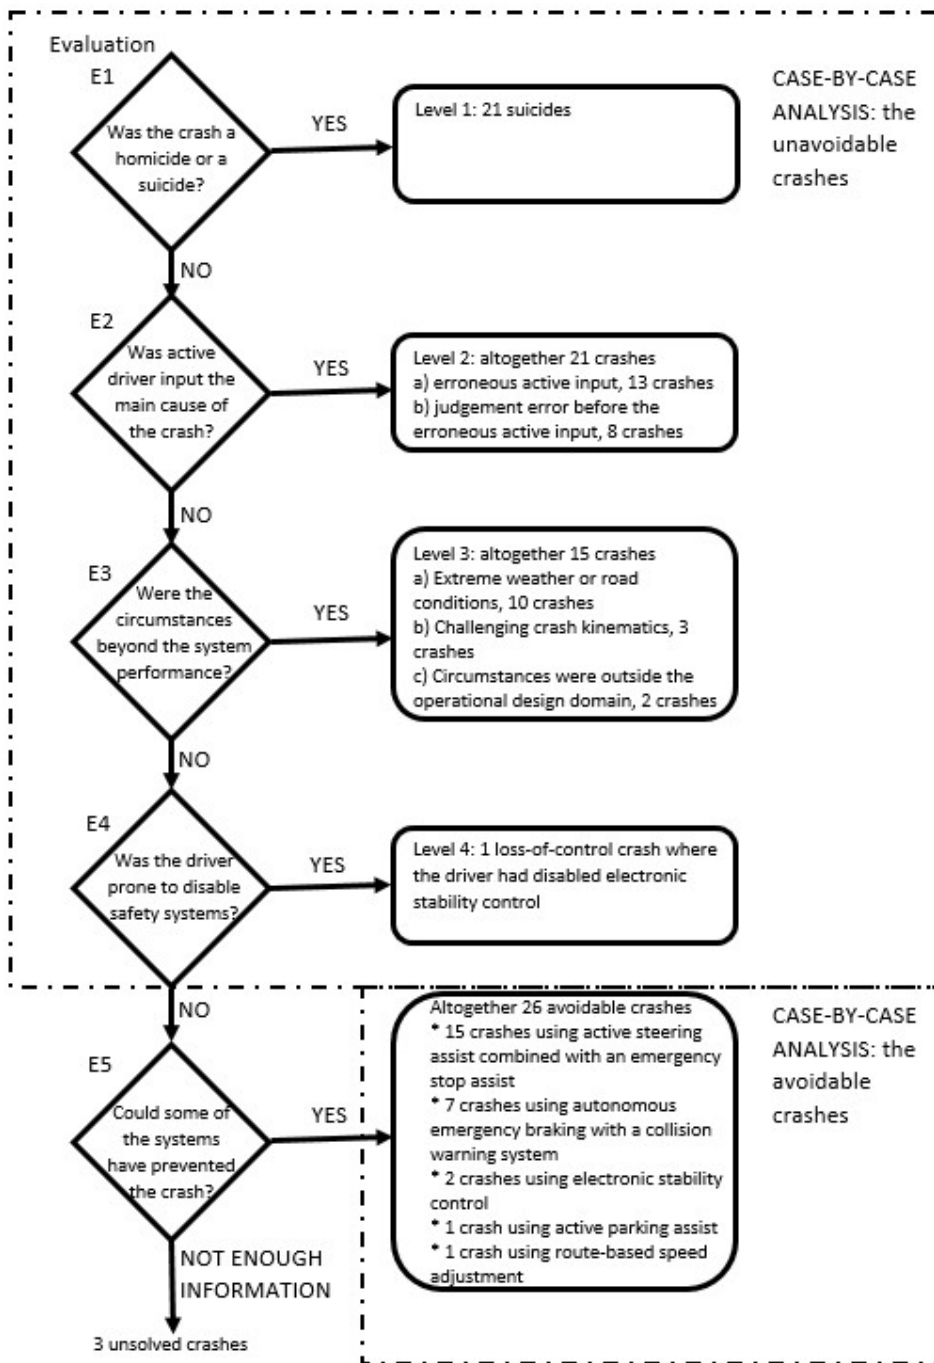 Evaluation
E1
Was the crash a
homicide or a
suicide?
YES
Level 1: 21 suicides
CASE-BY-CASE
ANALYSIS: the
unavoidable
crashes
NO
E2
Was active
driver input the
main cause of
the crash?
YES
Level 2: altogether 21 crashes
a) erroneous active input, 13 crashes
b) judgement error before the
erroneous active input, 8 crashes
NO
E3
Were the
circumstances
beyond the system
performance?
YES
Level 3: altogether 15 crashes
a) Extreme weather or road
conditions, 10 crashes
b) Challenging crash kinematics, 3
crashes
c) Circumstances were outside the
operational design domain, 2 crashes
NO
E4
Was the driver
prone to disable
safety systems?
YES
Level 4: 1 loss-of-control crash where
the driver had disabled electronic
stability control
NO
E5
Could some of
the systems
have prevented
the crash?
YES
Altogether 26 avoidable crashes
* 15 crashes using active steering
assist combined with an emergency
stop assist
* 7 crashes using autonomous
emergency braking with a collision
warning system
* 2 crashes using electronic stability
control
* 1 crash using active parking assist
* 1 crash using route-based speed
adjustment
CASE-BY-CASE
ANALYSIS: the
avoidable
crashes
NOT ENOUGH
INFORMATION
3 unsolved crashes